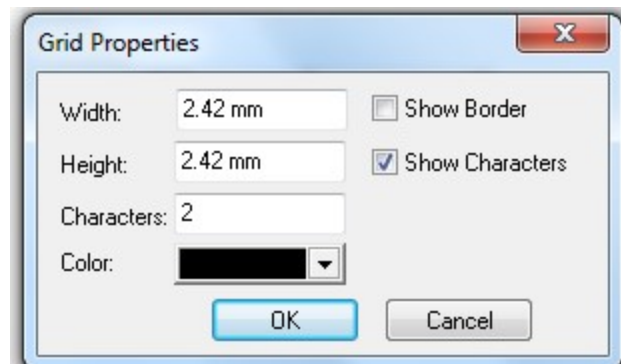 Grid Properties
Width: 2.42 mm Show Border
Height: 2.42 mm Show Characters
Characters: 2
Color:
OK Cancel